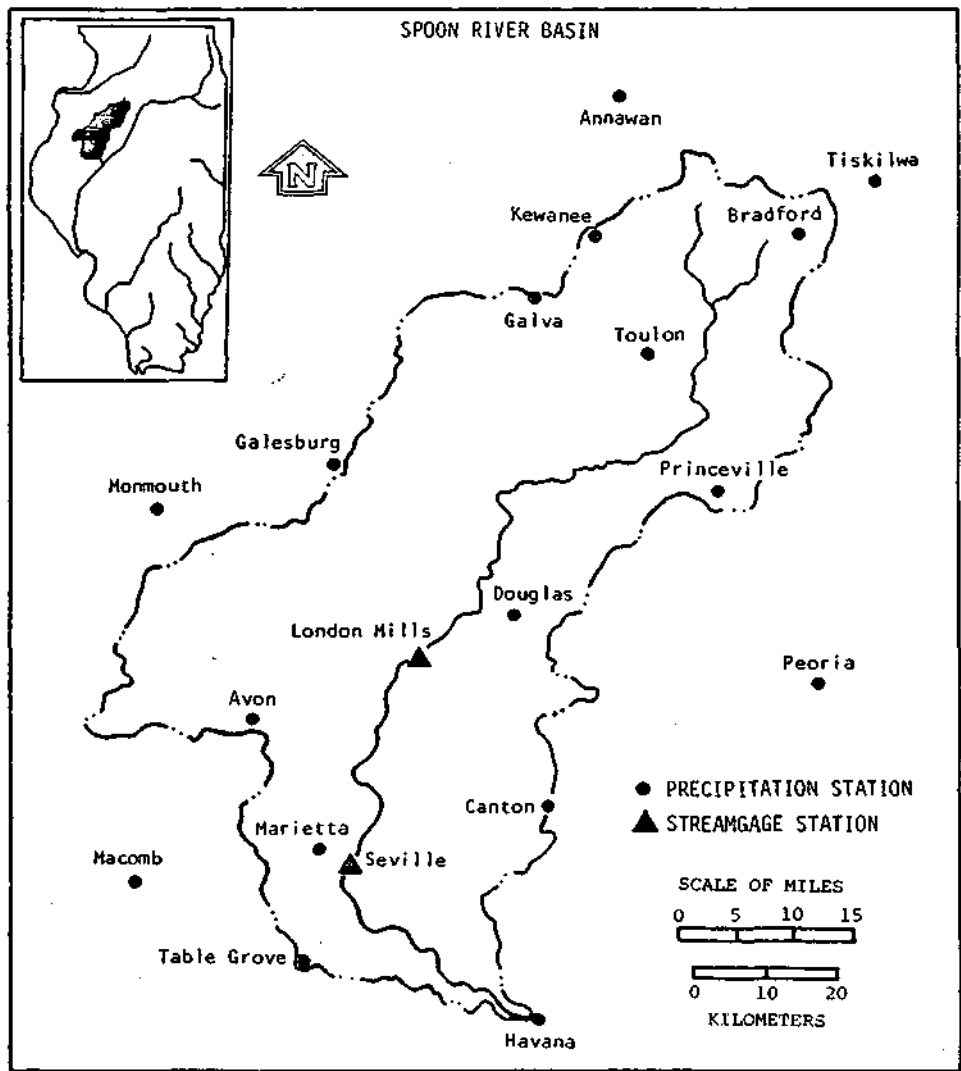 SPOON RIVER BASIN
N
Annawan
Tiskilwa
Kewanee
Bradford
Galva
Toulon
Galesburg
Monmouth
Princeville
Douglas
London Mills
Peoria
Avon
PRECIPITATION STATION
Canton
STREAMGAGE STATION
Marietta
Macomb
Seville
SCALE OF MILES
0 5 10 15
Table Grove
0 10 20
KILOMETERS
Havana